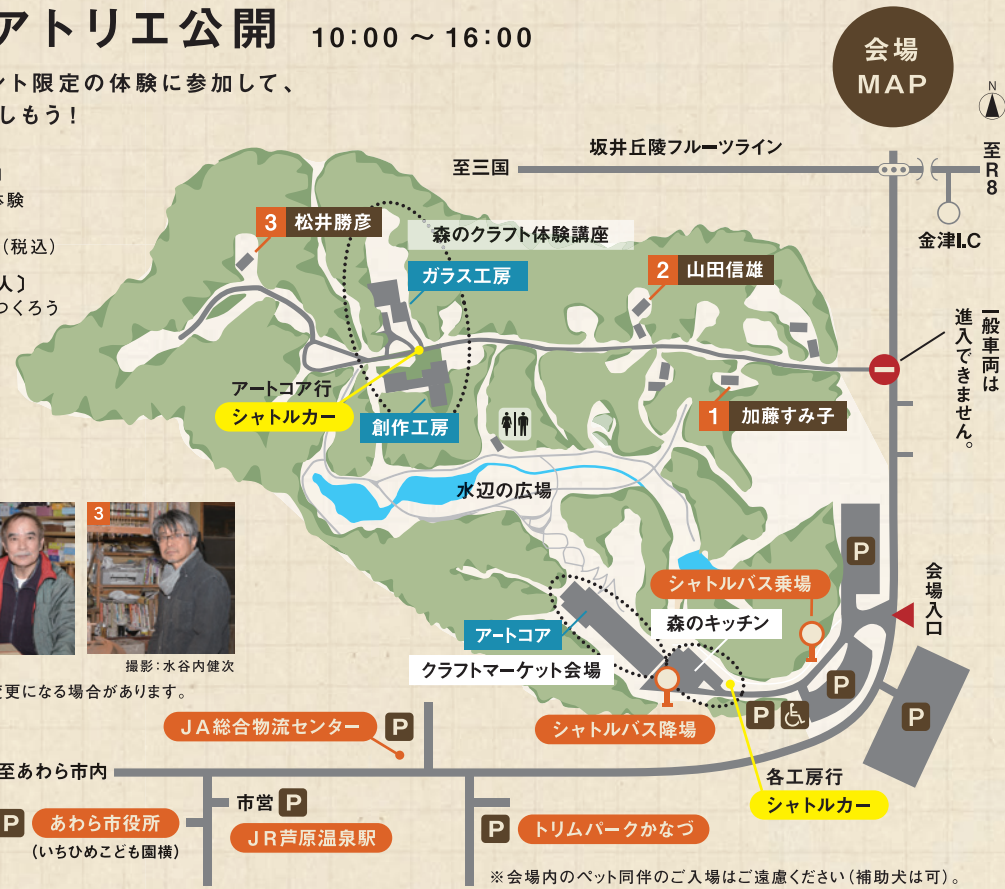 アトリエ公開 10:00 ～ 16:00
ント限定の体験に参加して、
しもう！
体験
（税込）
人〕
つくろう
会場
MAP
N
至三国
坂井丘陵フルーツライン
至R8
金津I.C
一般車両は
進入できません。
3 松井勝彦
森のクラフト体験講座
ガラス工房
2 山田信雄
アートコア行
シャトルカー
創作工房
1 加藤すみ子
水辺の広場
3
撮影：水谷内健次
変更になる場合があります。
P
シャトルバス乗場
会場入口
アートコア
森のキッチン
クラフトマーケット会場
シャトルバス降場
P
P
P
JA総合物流センター P
至あわら市内
各工房行
シャトルカー
市営 P
P あわら市役所
（いちひめこども園横）
JR芦原温泉駅
P トリムパークかなづ
※会場内のペット同伴のご入場はご遠慮ください（補助犬は可）。